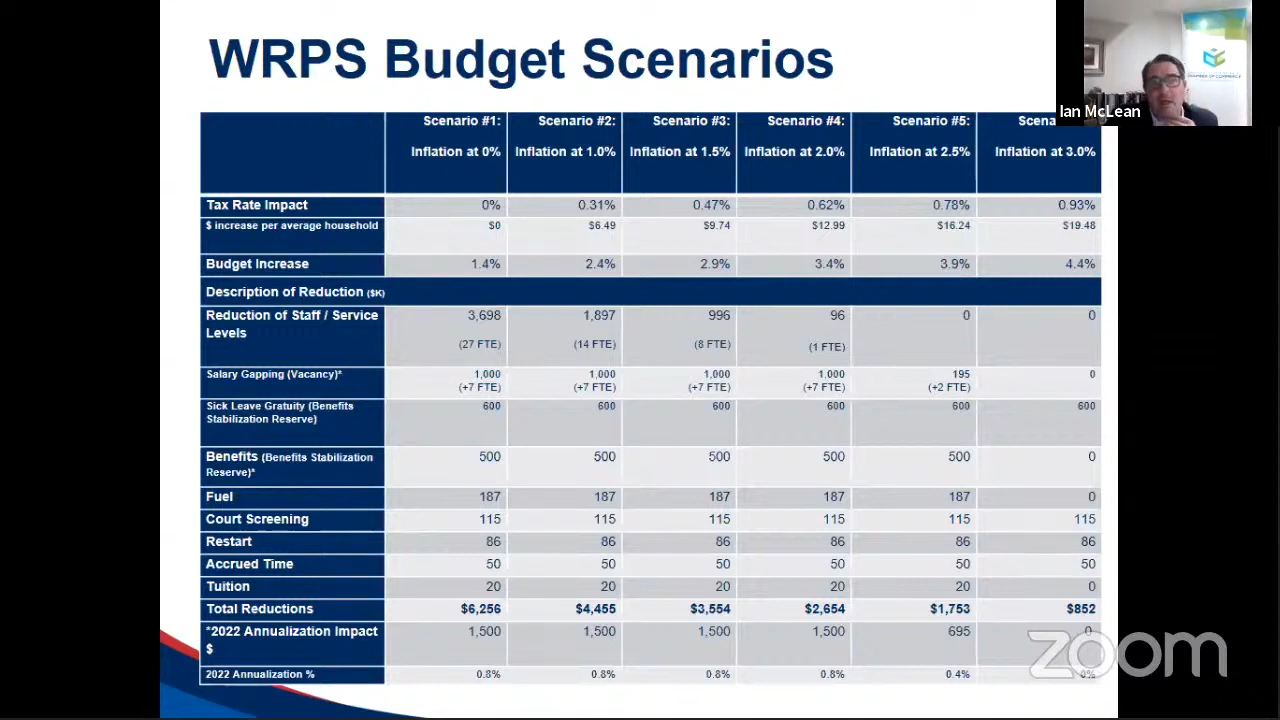 WRPS Budget Scenarios
CHAMBER OF COMMERCE
Ian McLean
Scenario #1: Scenario #2: Scenario #3: Scenario #4: Scenario #5: Scena
Inflation at 0% Inflation at 1.0% Inflation at 1.5% Inflation at 2.0% Inflation at 2.5% Inflation at 3.0%
Tax Rate Impact 0% 0.31% 0.47% 0.62% 0.78% 0.93%
$ increase per average household $0 $6.49 $9.74 $12.99 $16.24 $19.48
Budget Increase 1.4% 2.4% 2.9% 3.4% 3.9% 4.4%
Description of Reduction ($K)
Reduction of Staff / Service 3,698 1,897 996 96 0 0
Levels
(27 FTE) (14 FTE) (8 FTE) (1 FTE)
Salary Gapping (Vacancy)* 1,000 1,000 1,000 1,000 195 0
(+7 FTE) (+7 FTE) (+7 FTE) (+7 FTE) (+2 FTE)
Sick Leave Gratuity (Benefits 600 600 600 600 600 600
Stabilization Reserve)
Benefits (Benefits Stabilization 500 500 500 500 500 0
Reserve)*
Fuel 187 187 187 187 187 0
Court Screening 115 115 115 115 115 115
Restart 86 86 86 86 86 86
Accrued Time 50 50 50 50 50 50
Tuition 20 20 20 20 20 0
Total Reductions $6,256 $4,455 $3,554 $2,654 $1,753 $852
*2022 Annualization Impact 1,500 1,500 1,500 1,500 695 0
$
2022 Annualization % 0.8% 0.8% 0.8% 0.8% 0.4% 0%
zoom